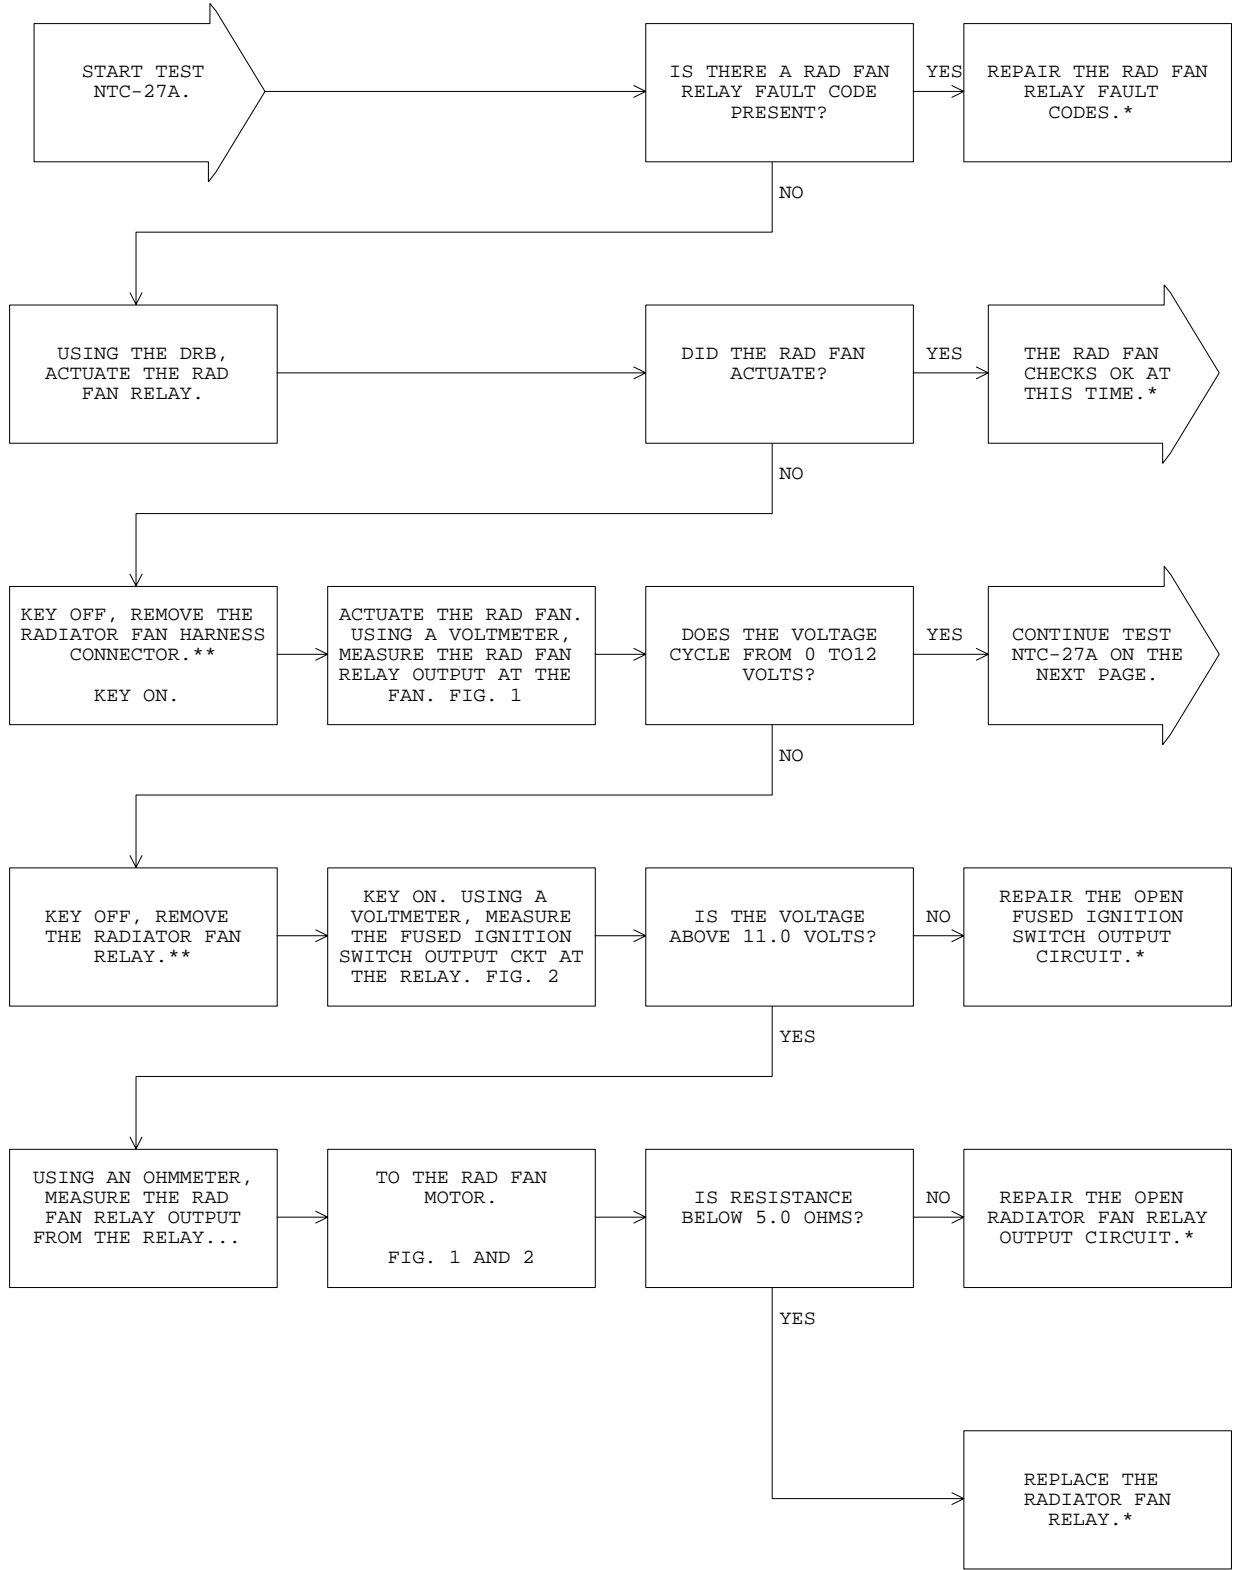 START TEST
NTC-27A.
IS THERE A RAD FAN
RELAY FAULT CODE
PRESENT?
YES
REPAIR THE RAD FAN
RELAY FAULT
CODES.*
NO
USING THE DRB,
ACTUATE THE RAD
FAN RELAY.
DID THE RAD FAN
ACTUATE?
YES
THE RAD FAN
CHECKS OK AT
THIS TIME.*
NO
KEY OFF, REMOVE THE
RADIATOR FAN HARNESS
CONNECTOR.**
KEY ON.
ACTUATE THE RAD FAN.
USING A VOLTMETER,
MEASURE THE RAD FAN
RELAY OUTPUT AT THE
FAN. FIG. 1
DOES THE VOLTAGE
CYCLE FROM 0 TO12
VOLTS?
YES
CONTINUE TEST
NTC-27A ON THE
NEXT PAGE.
NO
KEY OFF, REMOVE
THE RADIATOR FAN
RELAY.**
KEY ON. USING A
VOLTMETER, MEASURE
THE FUSED IGNITION
SWITCH OUTPUT CKT AT
THE RELAY. FIG. 2
IS THE VOLTAGE
ABOVE 11.0 VOLTS?
NO
REPAIR THE OPEN
FUSED IGNITION
SWITCH OUTPUT
CIRCUIT.*
YES
USING AN OHMMETER,
MEASURE THE RAD
FAN RELAY OUTPUT
FROM THE RELAY...
TO THE RAD FAN
MOTOR.
FIG. 1 AND 2
IS RESISTANCE
BELOW 5.0 OHMS?
NO
REPAIR THE OPEN
RADIATOR FAN RELAY
OUTPUT CIRCUIT.*
YES
REPLACE THE
RADIATOR FAN
RELAY.*